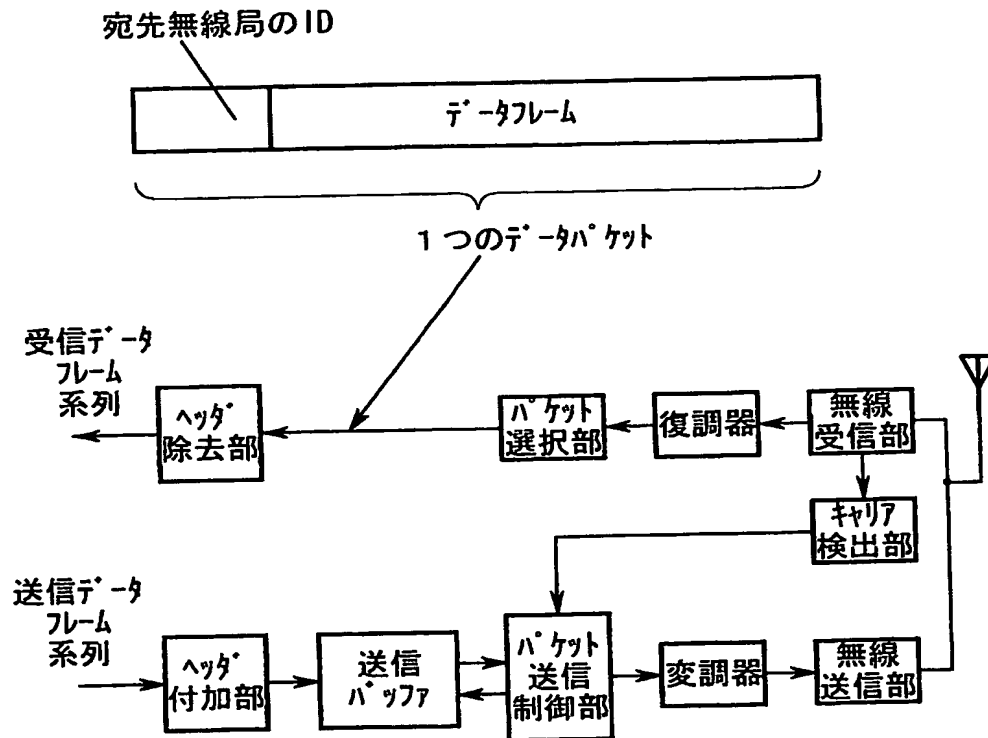 宛先無線局のID
データフレーム
1つのデータパケット
受信データ
フレーム
系列
ヘッダ
除去部
パケット
選択部
復調器
無線
受信部
キャリア
検出部
送信データ
フレーム
系列
ヘッダ
付加部
送信
バッファ
パケット
送信
制御部
変調器
無線
送信部